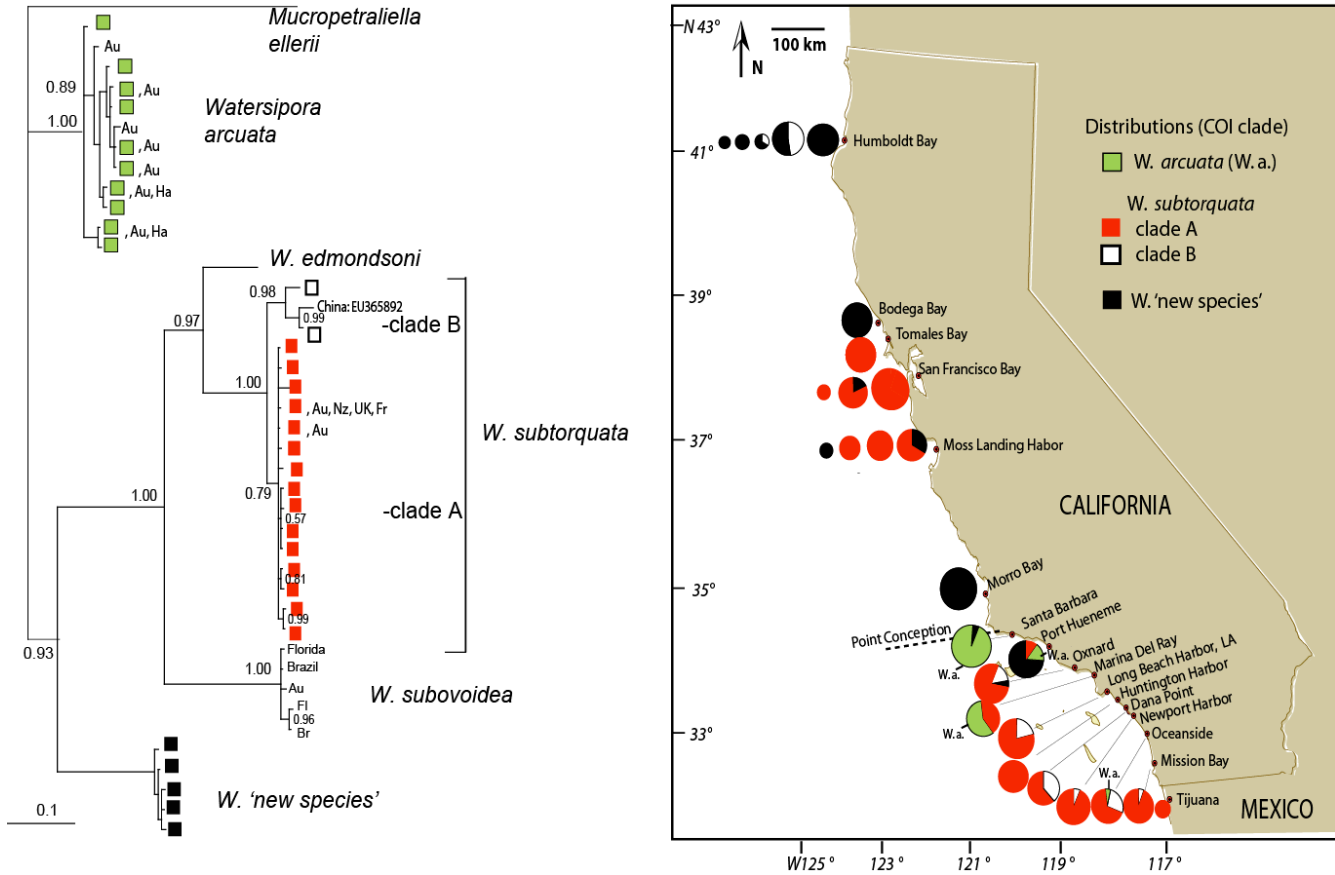 Mucropetraliella
ellerii
Au
0.89
, Au
Watersipora
arcuata
1.00
Au
, Au
, Au
, Au, Ha
, Au, Ha
W. edmondsoni
0.98
China: EU365892
0.99
-clade B
0.97
1.00
, Au, Nz, UK, Fr
, Au
W. subtorquata
0.79
1.00
0.57
-clade A
0.81
0.99
Florida
0.93
1.00
Brazil
Au
W. subovoidea
Fl
0.96
Br
W. ‘new species’
0.1
N 43°
100 km
N
Distributions (COI clade)
W. arcuata (W. a.)
W. subtorquata
clade A
clade B
W. ‘new species’
41°
Humboldt Bay
39°
Bodega Bay
Tomales Bay
San Francisco Bay
37°
Moss Landing Habor
CALIFORNIA
35°
Morro Bay
Santa Barbara
Port Hueneme
Point Conception
W. a.
Oxnard
Marina Del Ray
Long Beach Harbor, LA
Huntington Harbor
Dana Point
Newport Harbor
W. a.
W. a.
33°
Oceanside
Mission Bay
W. a.
Tijuana
MEXICO
W125°
123°
121°
119°
117°